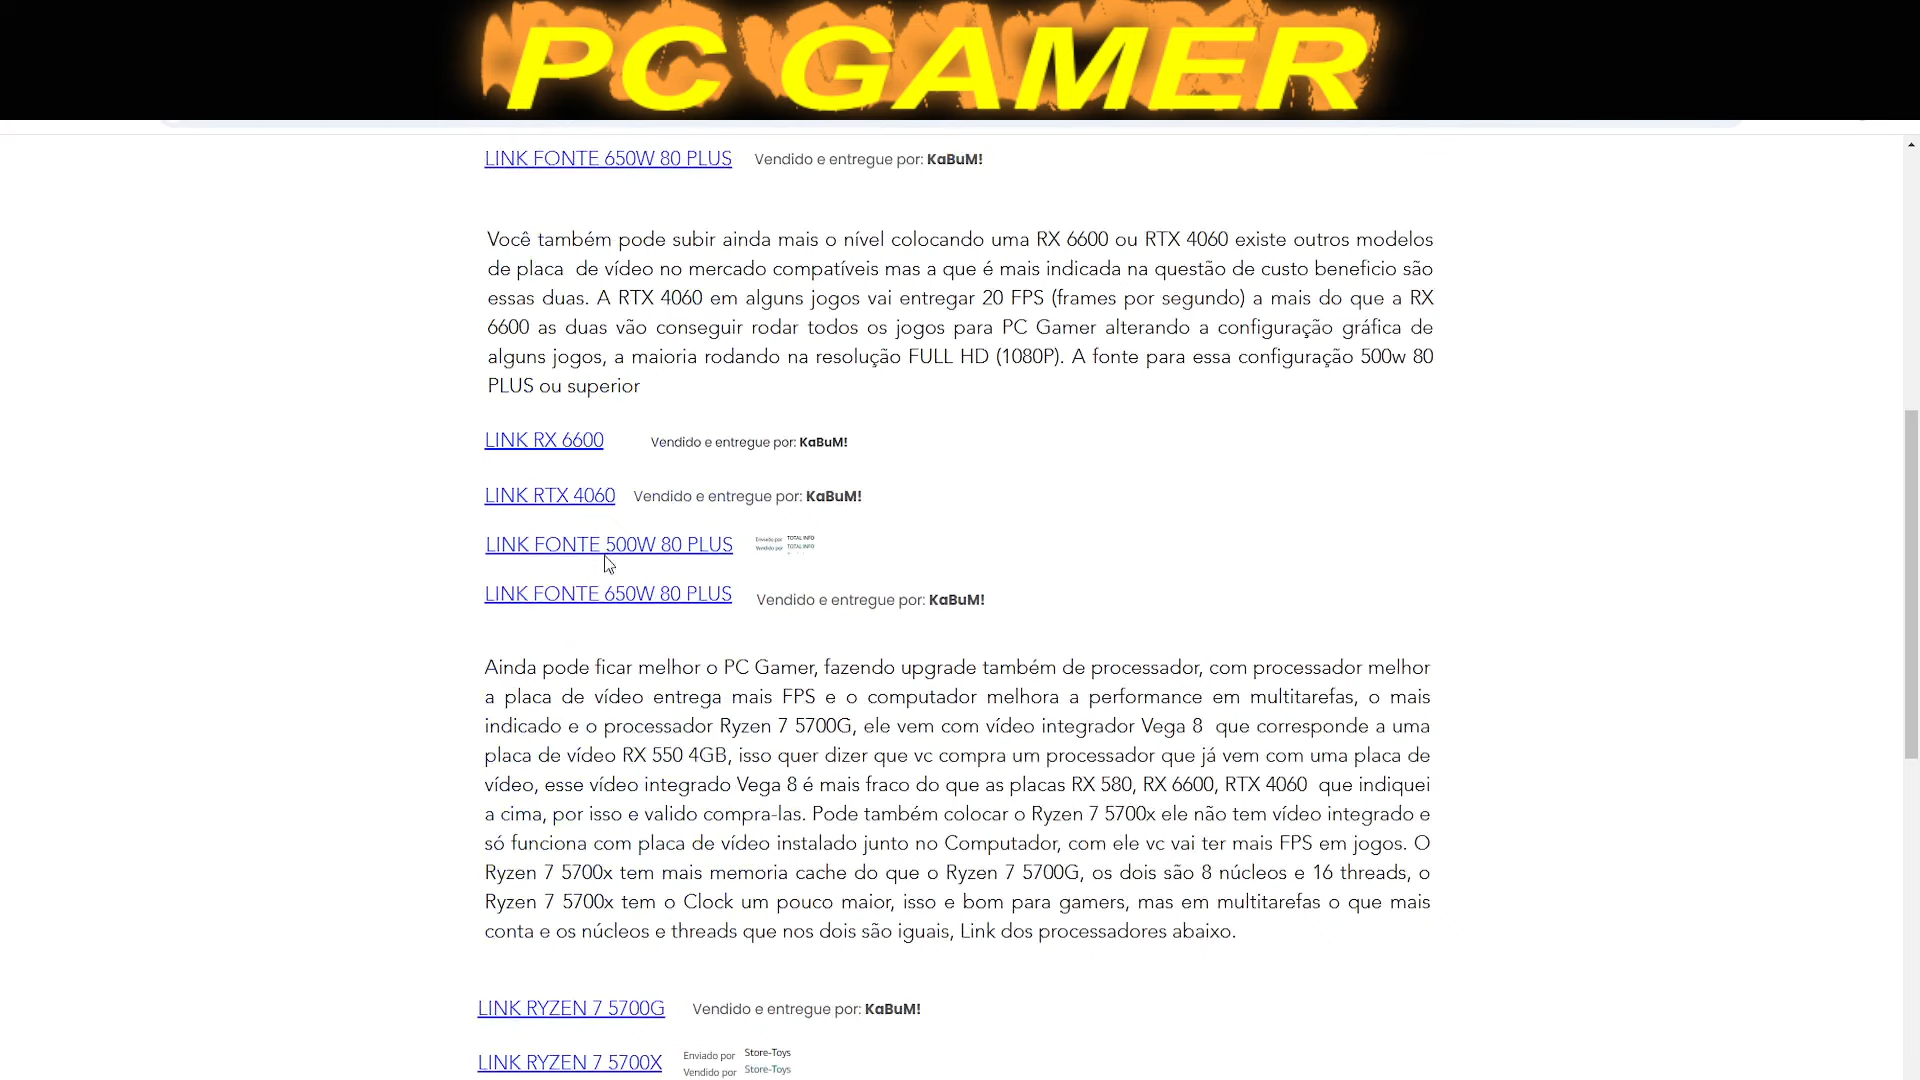 PC GAMER
LINK FONTE 650W 80 PLUS Vendido e entregue por: KaBuM!
Você também pode subir ainda mais o nível colocando uma RX 6600 ou RTX 4060 existe outros modelos
de placa de vídeo no mercado compatíveis mas a que é mais indicada na questão de custo beneficio são
essas duas. A RTX 4060 em alguns jogos vai entregar 20 FPS (frames por segundo) a mais do que a RX
6600 as duas vão conseguir rodar todos os jogos para PC Gamer alterando a configuração gráfica de
alguns jogos, a maioria rodando na resolução FULL HD (1080P). A fonte para essa configuração 500w 80
PLUS ou superior
LINK RX 6600 Vendido e entregue por: KaBuM!
LINK RTX 4060 Vendido e entregue por: KaBuM!
LINK FONTE 500W 80 PLUS Enviado por TOTAL INFO
Vendido por TOTAL INFO
LINK FONTE 650W 80 PLUS Vendido e entregue por: KaBuM!
Ainda pode ficar melhor o PC Gamer, fazendo upgrade também de processador, com processador melhor
a placa de vídeo entrega mais FPS e o computador melhora a performance em multitarefas, o mais
indicado e o processador Ryzen 7 5700G, ele vem com vídeo integrador Vega 8 que corresponde a uma
placa de vídeo RX 550 4GB, isso quer dizer que vc compra um processador que já vem com uma placa de
vídeo, esse vídeo integrado Vega 8 é mais fraco do que as placas RX 580, RX 6600, RTX 4060 que indiquei
a cima, por isso e valido compra-las. Pode também colocar o Ryzen 7 5700x ele não tem vídeo integrado e
só funciona com placa de vídeo instalado junto no Computador, com ele vc vai ter mais FPS em jogos. O
Ryzen 7 5700x tem mais memoria cache do que o Ryzen 7 5700G, os dois são 8 núcleos e 16 threads, o
Ryzen 7 5700x tem o Clock um pouco maior, isso e bom para gamers, mas em multitarefas o que mais
conta e os núcleos e threads que nos dois são iguais, Link dos processadores abaixo.
LINK RYZEN 7 5700G Vendido e entregue por: KaBuM!
LINK RYZEN 7 5700X Enviado por Store-Toys
Vendido por Store-Toys